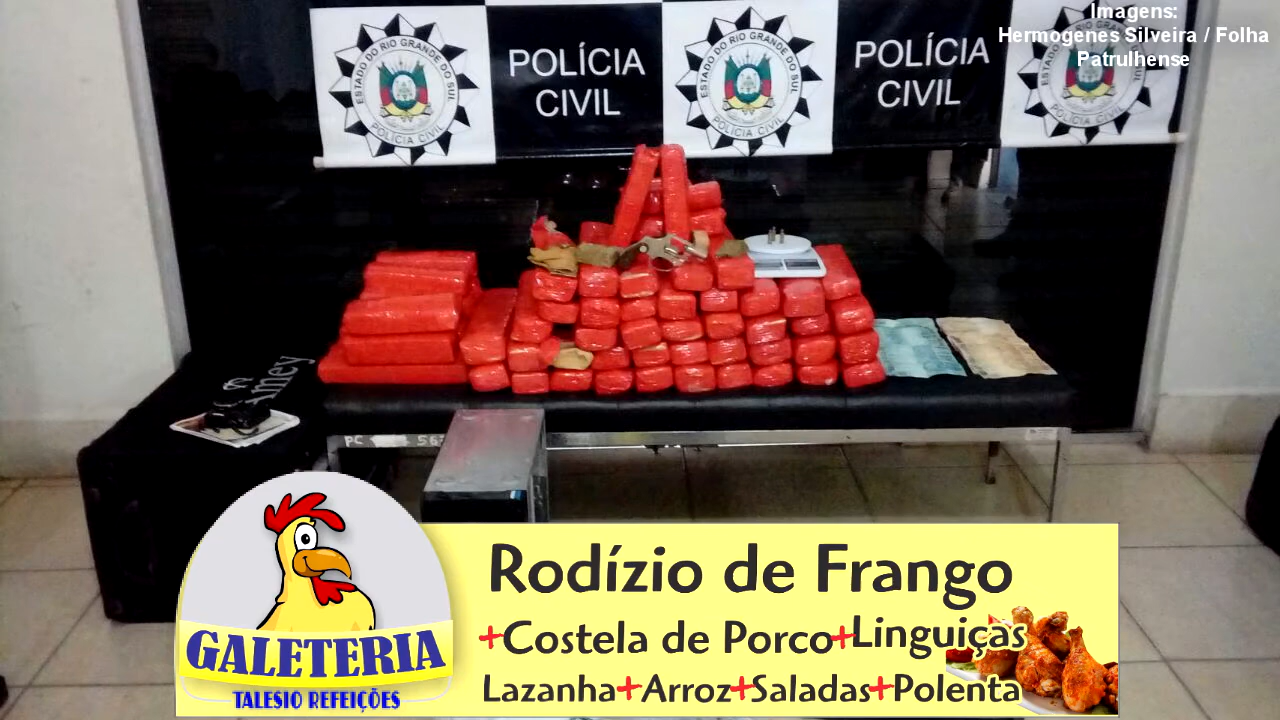 Imagens:
Hermogenes Silveira / Folha
Patrulhense
ESTADO DO RIO GRANDE DO SUL
POLÍCIA CIVIL
POLÍCIA
CIVIL
ESTADO DO RIO GRANDE DO SUL
POLÍCIA CIVIL
POLÍCIA
CIVIL
PC
Rodízio de Frango
+Costela de Porco+Linguiças
Lazanha+Arroz+Saladas+Polenta
GALETERIA
TALESIO REFEIÇÕES